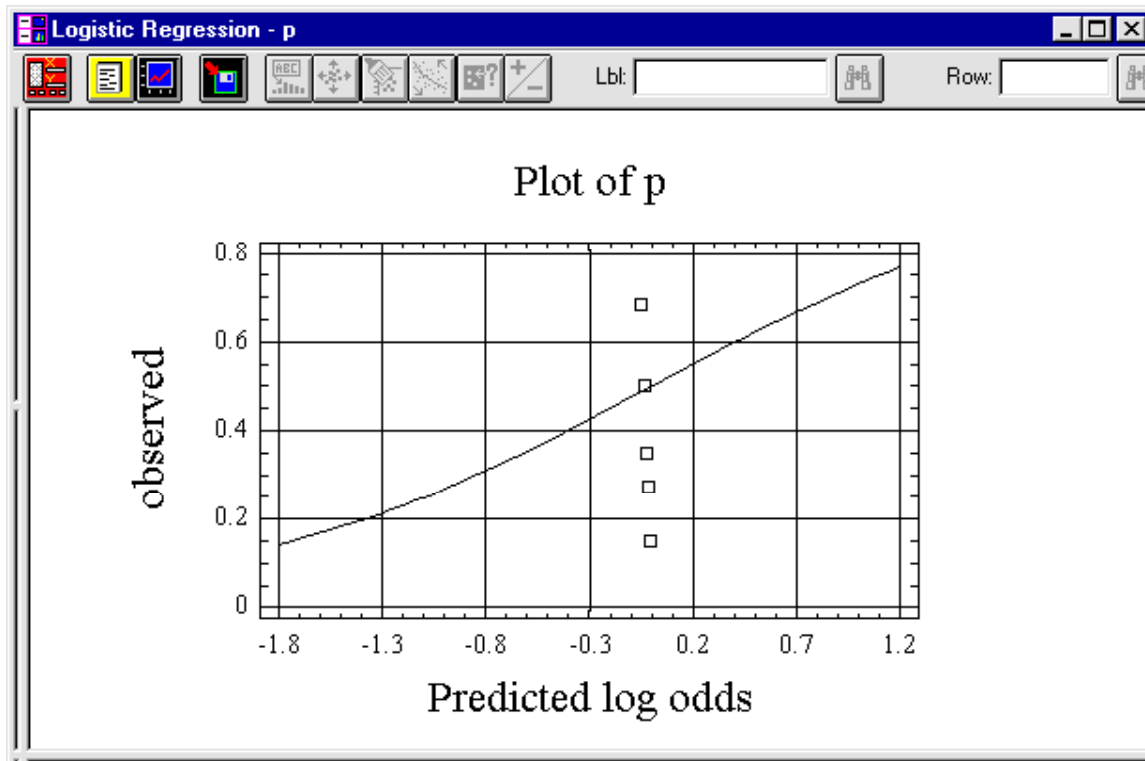 Logistic Regression - p
ABC
?
Lbl:
Row:
Plot of p
0.8
0.6
observed
0.4
0.2
0
-1.8 -1.3 -0.8 -0.3 0.2 0.7 1.2
Predicted log odds